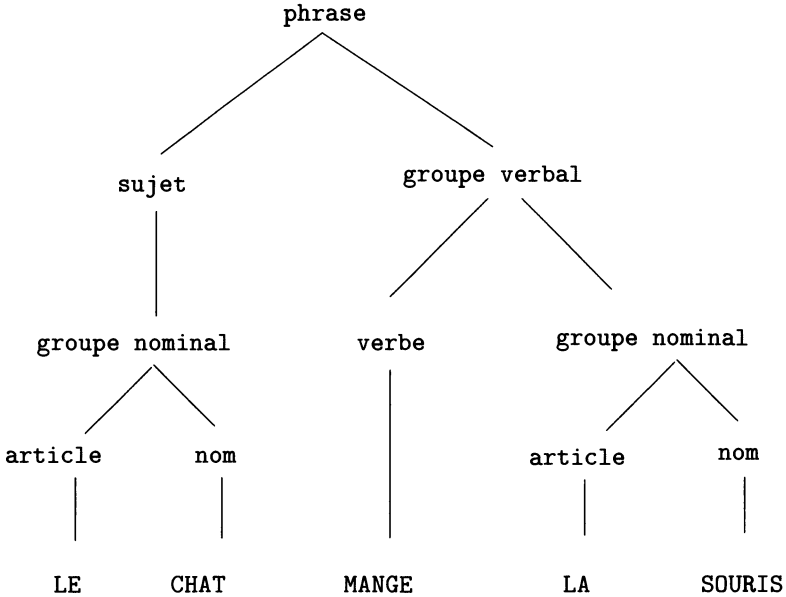 phrase
sujet groupe verbal
groupe nominal verbe groupe nominal
article nom article nom
LE CHAT MANGE LA SOURIS